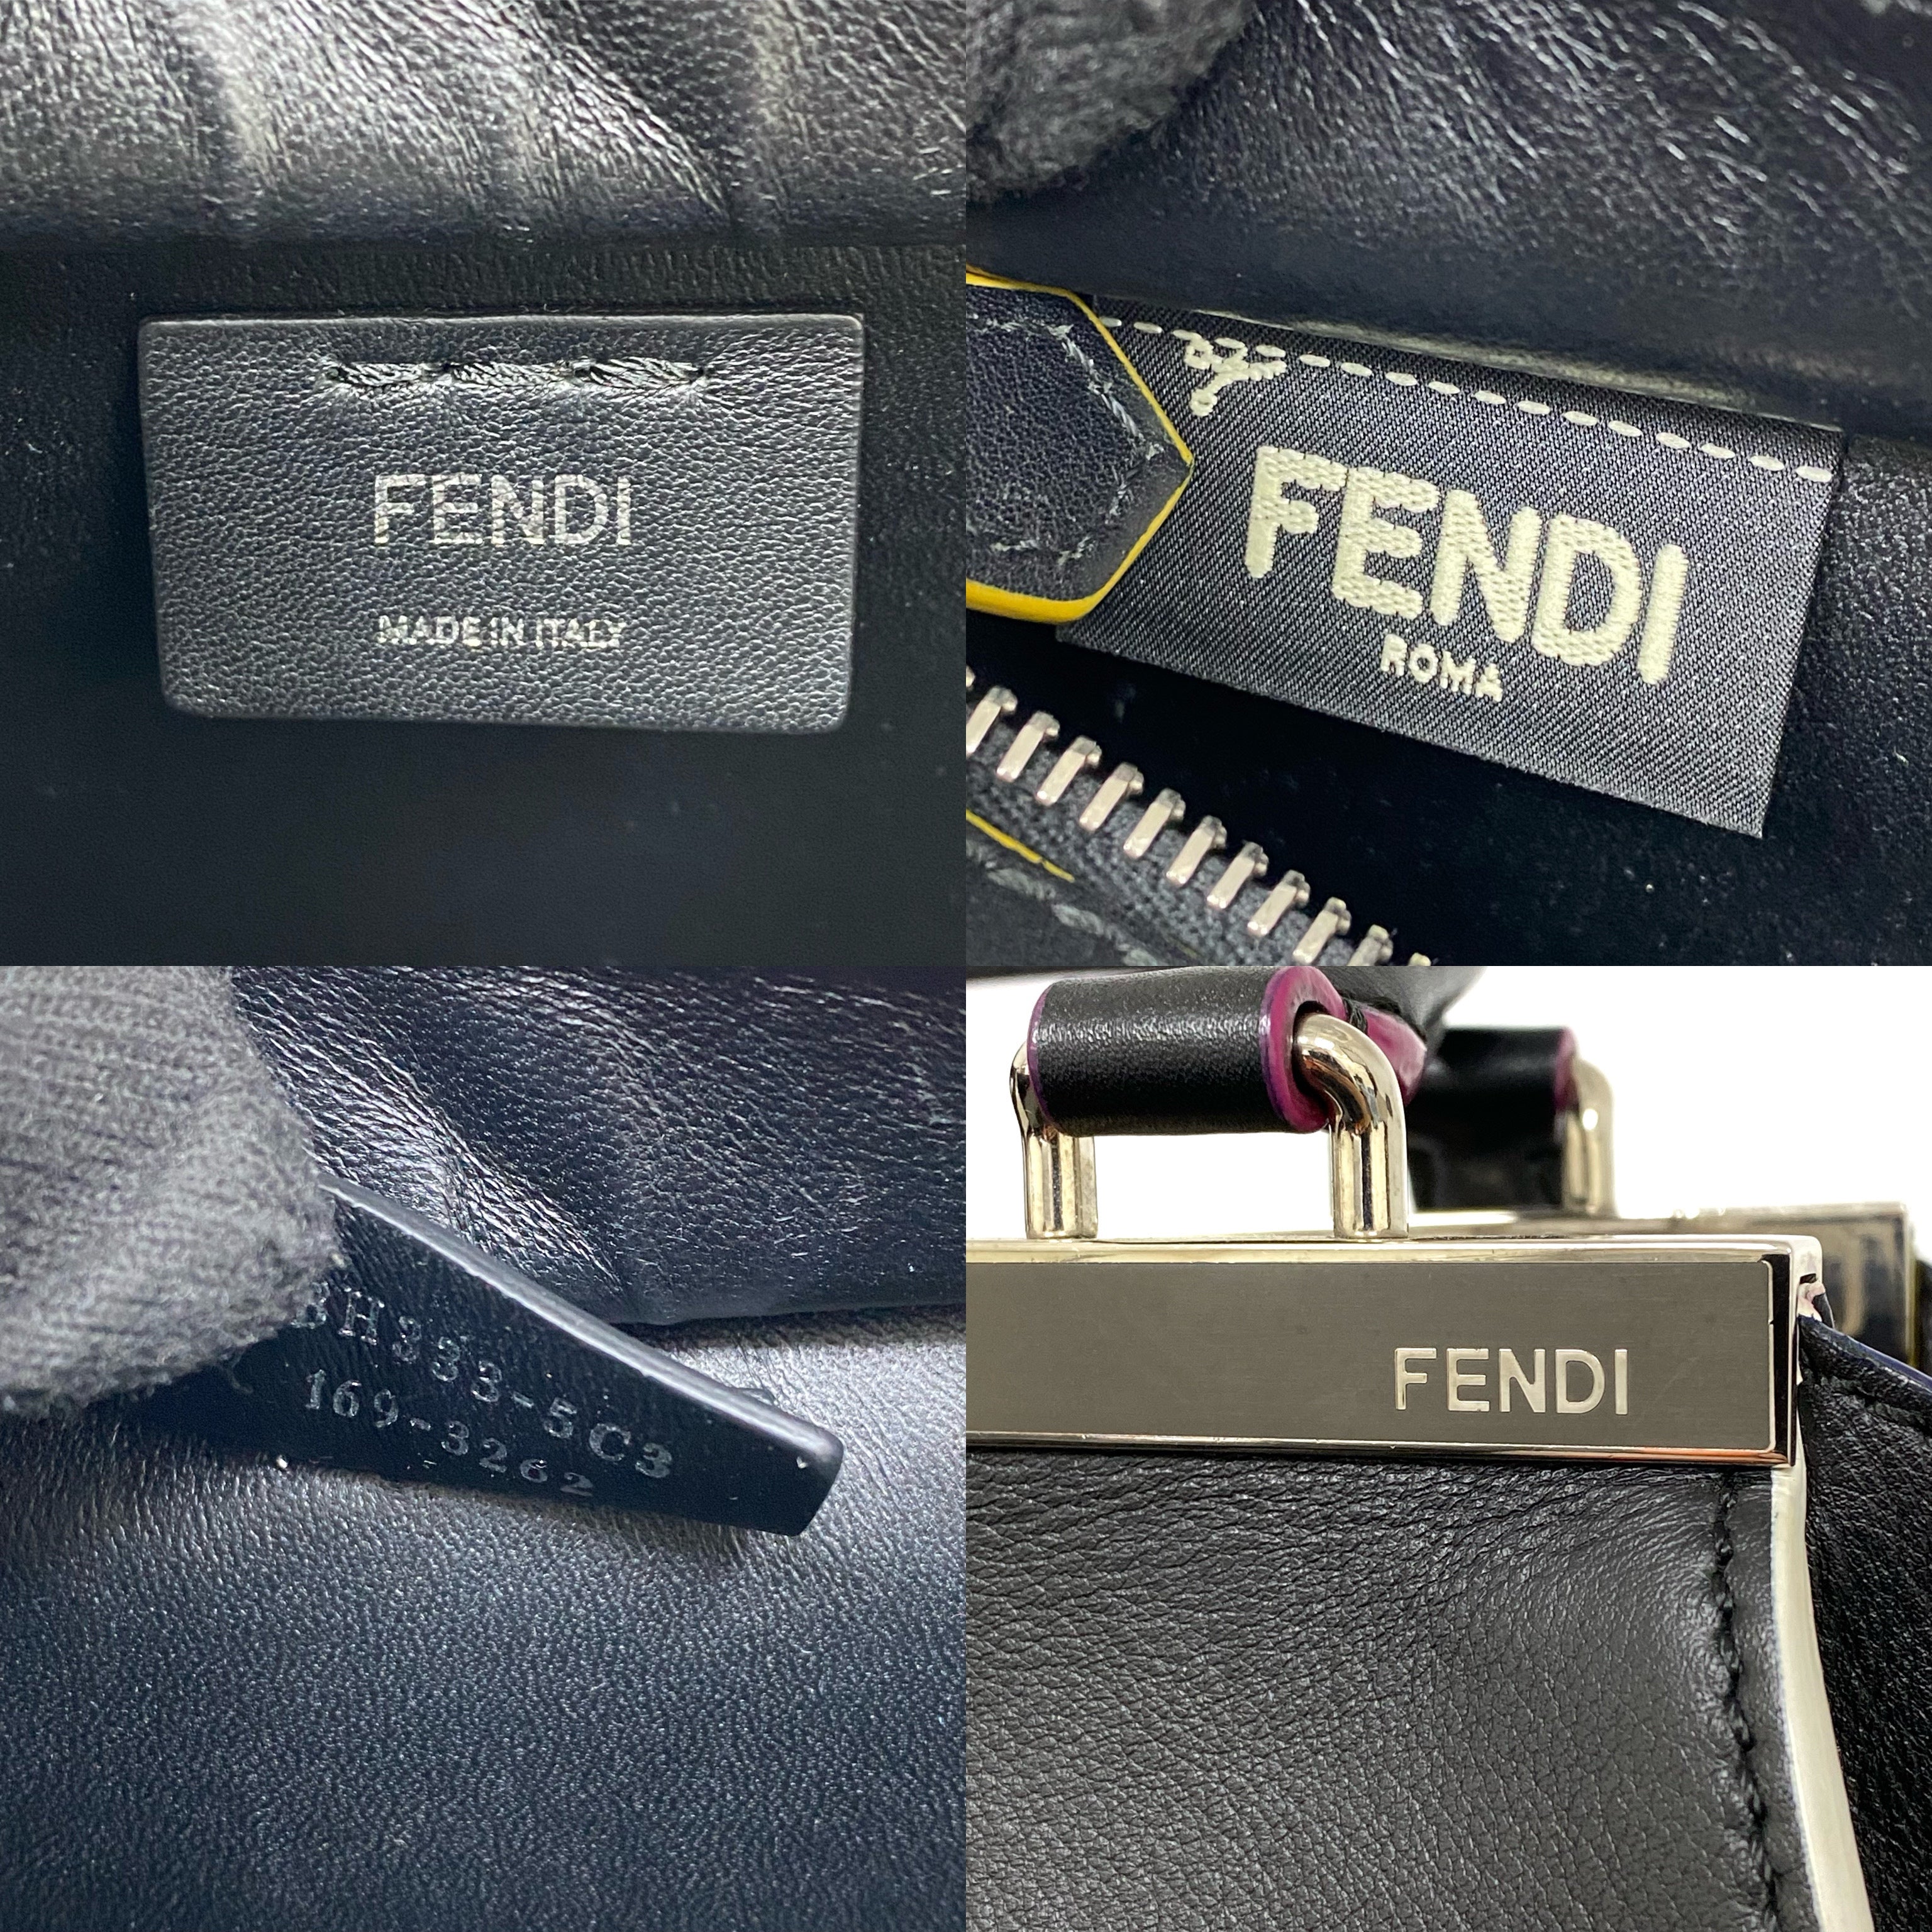 FENDI
MADE IN ITALY
FENDI
ROMA
BH333-5C3
169-3262
FENDI